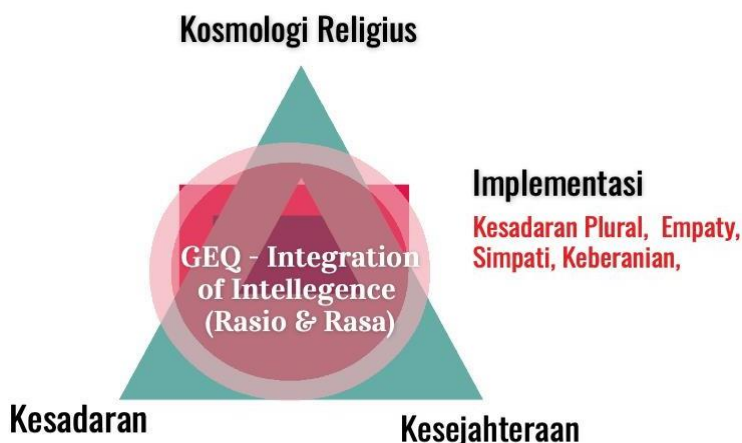 Kosmologi Religius
Implementasi
Kesadaran Plural, Empaty,
Simpati, Keberanian,
GEQ - Integration
of Intellegence
(Rasio & Rasa)
Kesadaran
Kesejahteraan